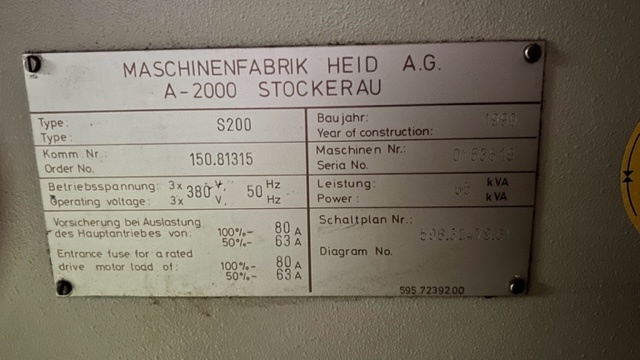 MASCHINENFABRIK HEID A.G.
A-2000 STOCKERAU
Type:
Type: S200
Komm. Nr.:
Order No. 150.81315
Betriebsspannung: 3x 380 V, 50 Hz
Operating voltage: 3x V, Hz
Vorsicherung bei Auslastung
des Hauptantriebes von: 100%- 80 A
50%- 63 A
Entrance fuse for a rated
drive motor load of: 100%- 80 A
50%- 63 A
Baujahr:
Year of construction:
Maschinen Nr.:
Seria No.
Leistung: kVA
Power: kVA
Schaltplan Nr.:
Diagram No.
595.72392.00